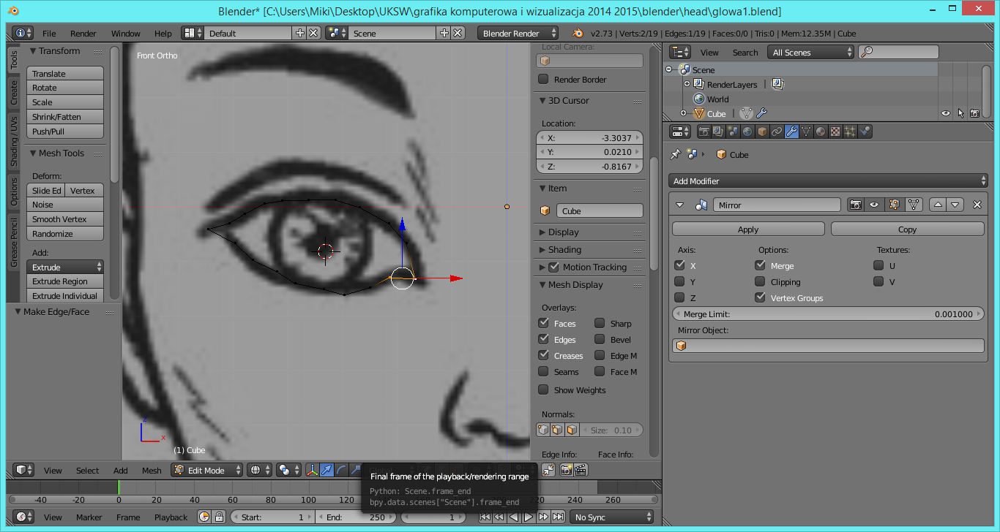 Blender* [C:\Users\Miki\Desktop\UKSW\grafika komputerowa i wizualizacja 2014 2015\blender\head\glowa1.blend]
File Render Window Help Default Scene Blender Render v2.73 | Verts:2/19 | Edges:1/19 | Faces:0/0 | Tris:0 | Mem:12.35M | Cube
Tools
Create
Shading / UVs
Options
Grease Pencil
Transform
Translate
Rotate
Scale
Shrink/Fatten
Push/Pull
Mesh Tools
Deform:
Slide Ed Vertex
Noise
Smooth Vertex
Randomize
Add:
Extrude
Extrude Region
Extrude Individual
Make Edge/Face
Front Ortho
z
x
(1) Cube
Local Camera:
Render Border
3D Cursor
Location:
X: -3.3037
Y: 0.0210
Z: -0.8167
Item
Cube
Display
Shading
Motion Tracking
Mesh Display
Overlays:
Faces Sharp
Edges Bevel
Creases Edge M
Seams Face M
Show Weights
Normals:
Size: 0.10
Edge Info: Face Info:
View Search All Scenes
Scene
RenderLayers
World
Cube
Cube
Add Modifier
Mirror
Apply Copy
Axis: Options: Textures:
X Merge U
Y Clipping V
Z Vertex Groups
Merge Limit: 0.001000
Mirror Object:
View Select Add Mesh Edit Mode Global
Final frame of the playback/rendering range
Python: Scene.frame_end
bpy.data.scenes["Scene"].frame_end
-40 -20 0 20 40 60 80 100 120 240 260
View Marker Frame Playback Start: 1 End: 250 1 No Sync